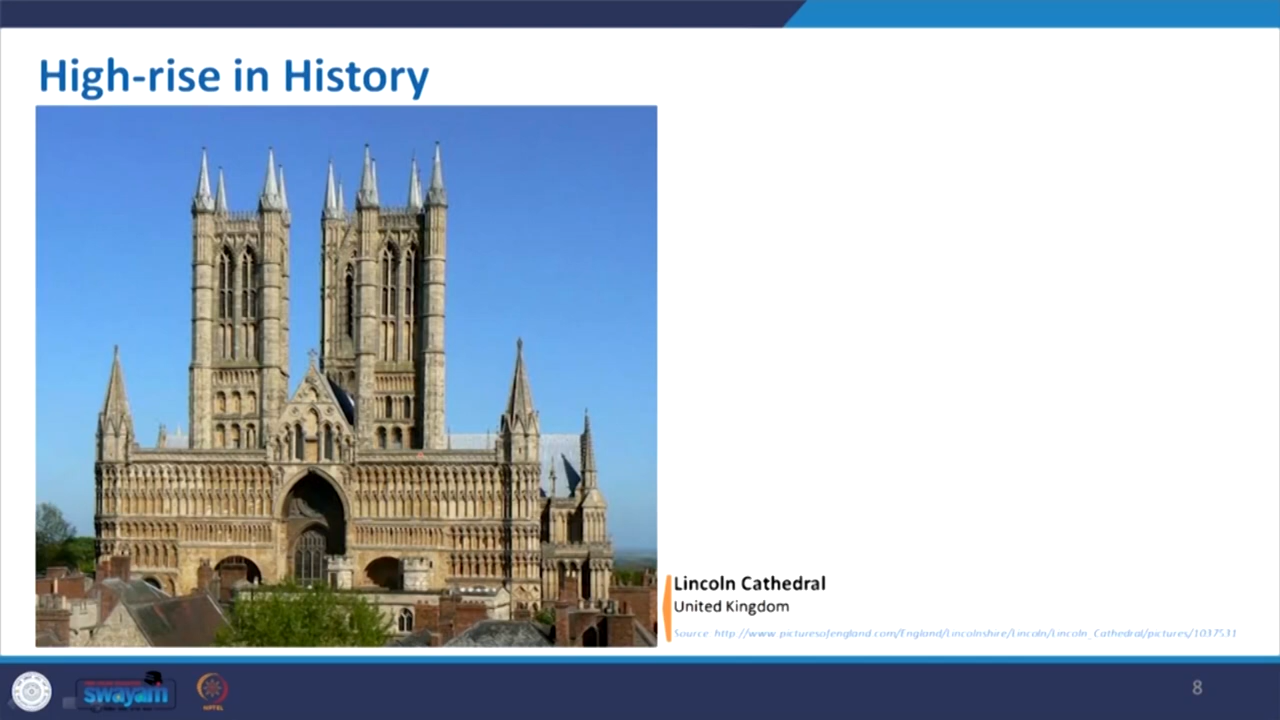 High-rise in History
Lincoln Cathedral
United Kingdom
Source http://www.picturesofengland.com/England/Lincolnshire/Lincoln/Lincoln_Cathedral/pictures/1037531
swayam
NPTEL
8